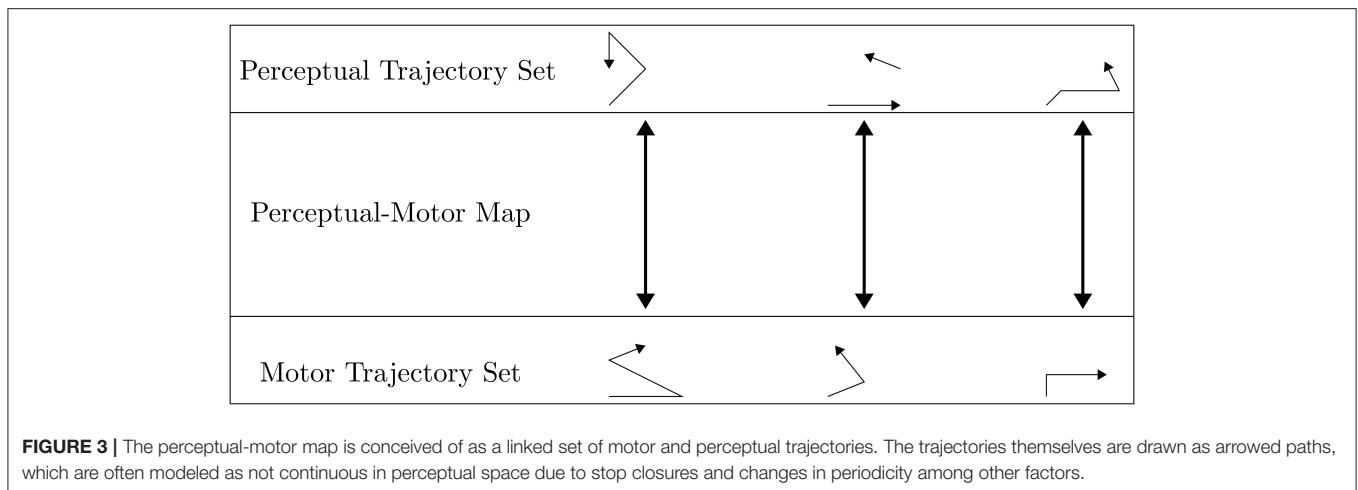 Perceptual Trajectory Set
Perceptual-Motor Map
Motor Trajectory Set
FIGURE 3 | The perceptual-motor map is conceived of as a linked set of motor and perceptual trajectories. The trajectories themselves are drawn as arrowed paths,
which are often modeled as not continuous in perceptual space due to stop closures and changes in periodicity among other factors.